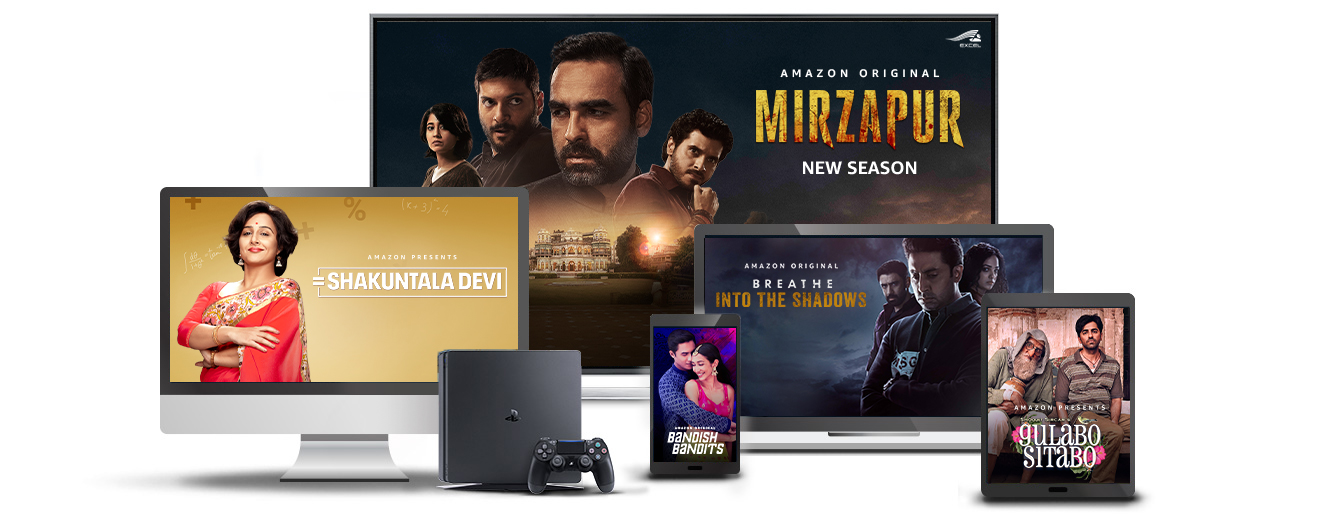 EXCEL
AMAZON ORIGINAL
MIRZAPUR
NEW SEASON
%
AMAZON PRESENTS
=SHAKUNTALA DEVI
AMAZON ORIGINAL
BREATHE
INTO THE SHADOWS
AMAZON ORIGINAL
BANDISH
BANDITS
AMAZON PRESENTS
GULABO
SITABO